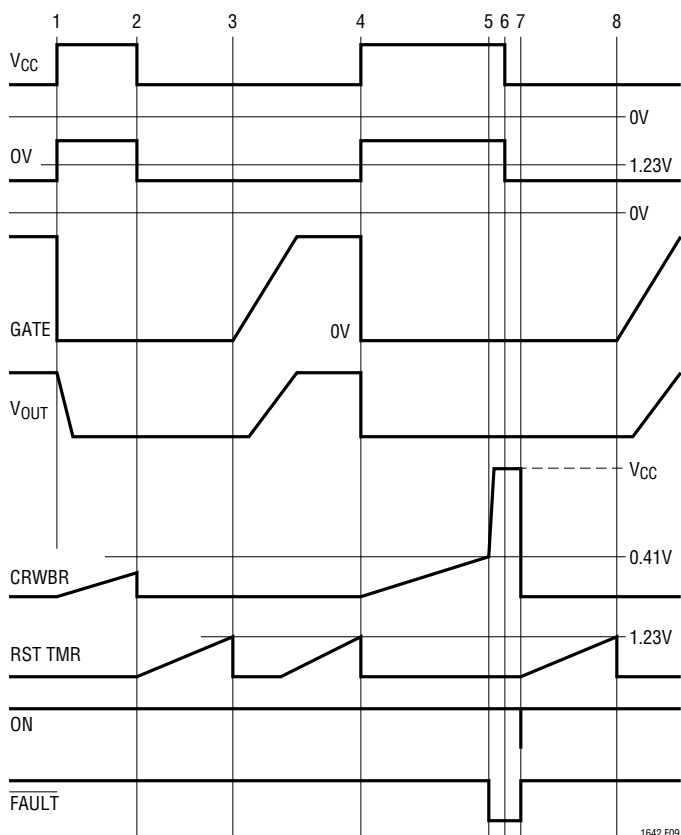 1 2 3 4 5 6 7 8
VCC
0V
OV
1.23V
0V
GATE
0V
VOUT
VCC
0.41V
CRWBR
1.23V
RST TMR
ON
FAULT
1642 F09